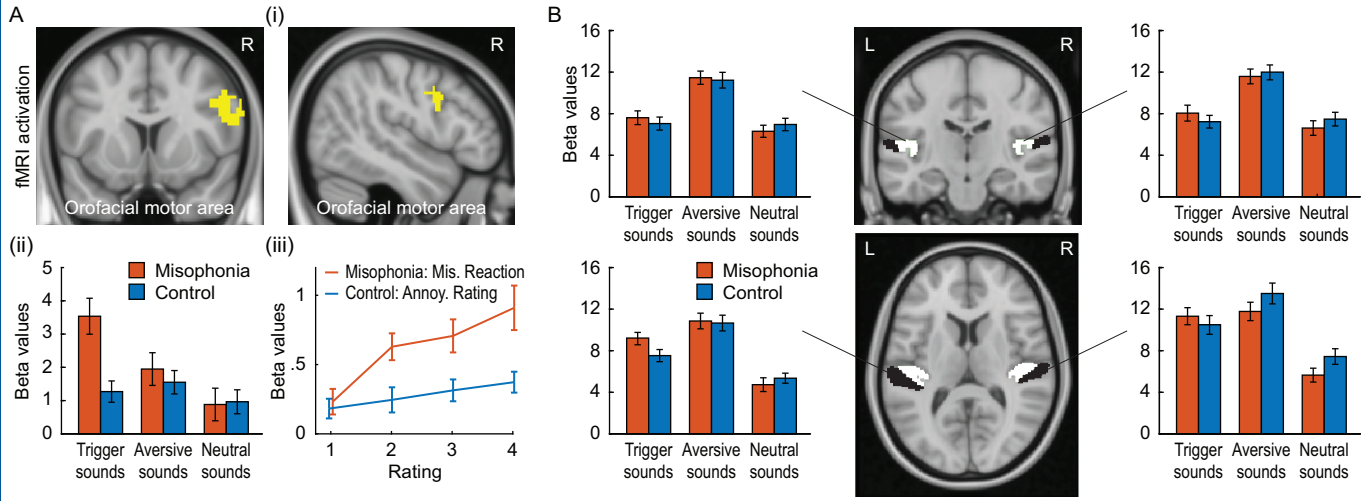 A
(i)
R
R
fMRI activation
Orofacial motor area
Orofacial motor area
(ii)
Misophonia
Control
Beta values
5
4
3
2
1
0
Trigger sounds
Aversive sounds
Neutral sounds
(iii)
Misophonia: Mis. Reaction
Control: Annoy. Rating
Beta values
1
.5
0
1 2 3 4
Rating
B
Beta values
16
12
8
4
0
Trigger sounds
Aversive sounds
Neutral sounds
L R
16
12
8
4
0
Trigger sounds
Aversive sounds
Neutral sounds
16
12
8
4
0
Trigger sounds
Aversive sounds
Neutral sounds
L R
16
12
8
4
0
Misophonia
Control
Trigger sounds
Aversive sounds
Neutral sounds